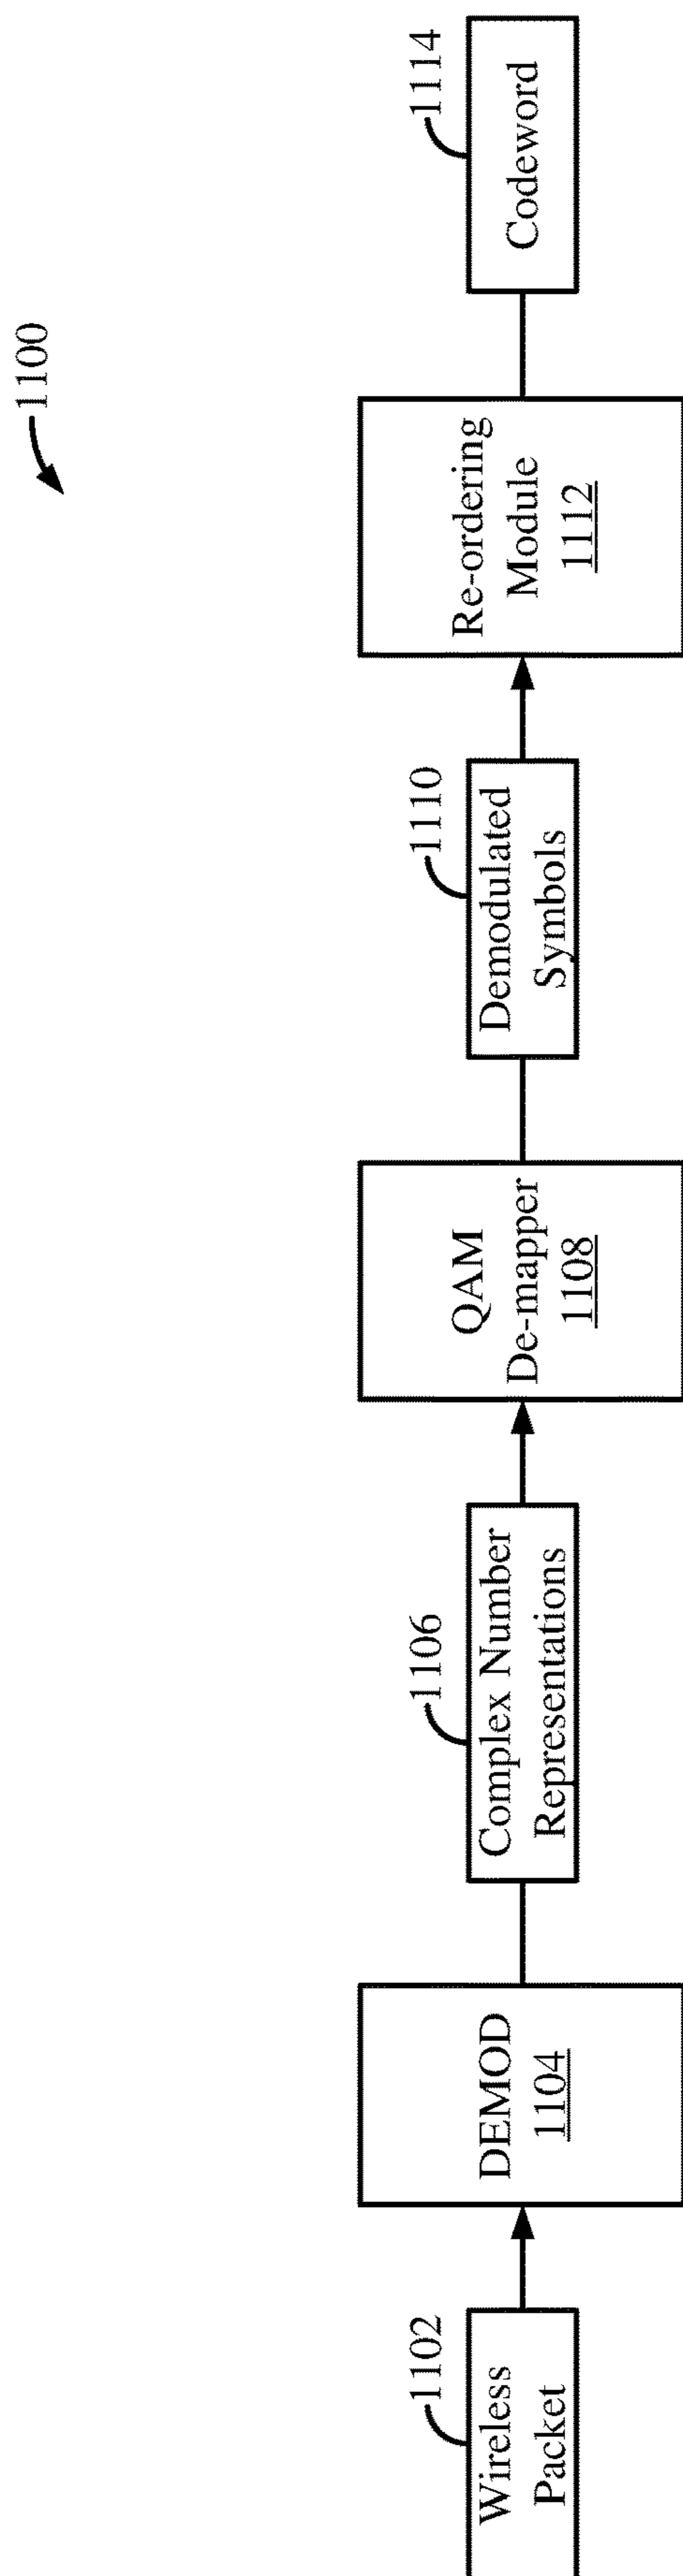 1100
1102
Wireless
Packet
DEMOD
1104
1106
Complex Number
Representations
QAM
De-mapper
1108
1110
Demodulated
Symbols
Re-ordering
Module
1112
1114
Codeword